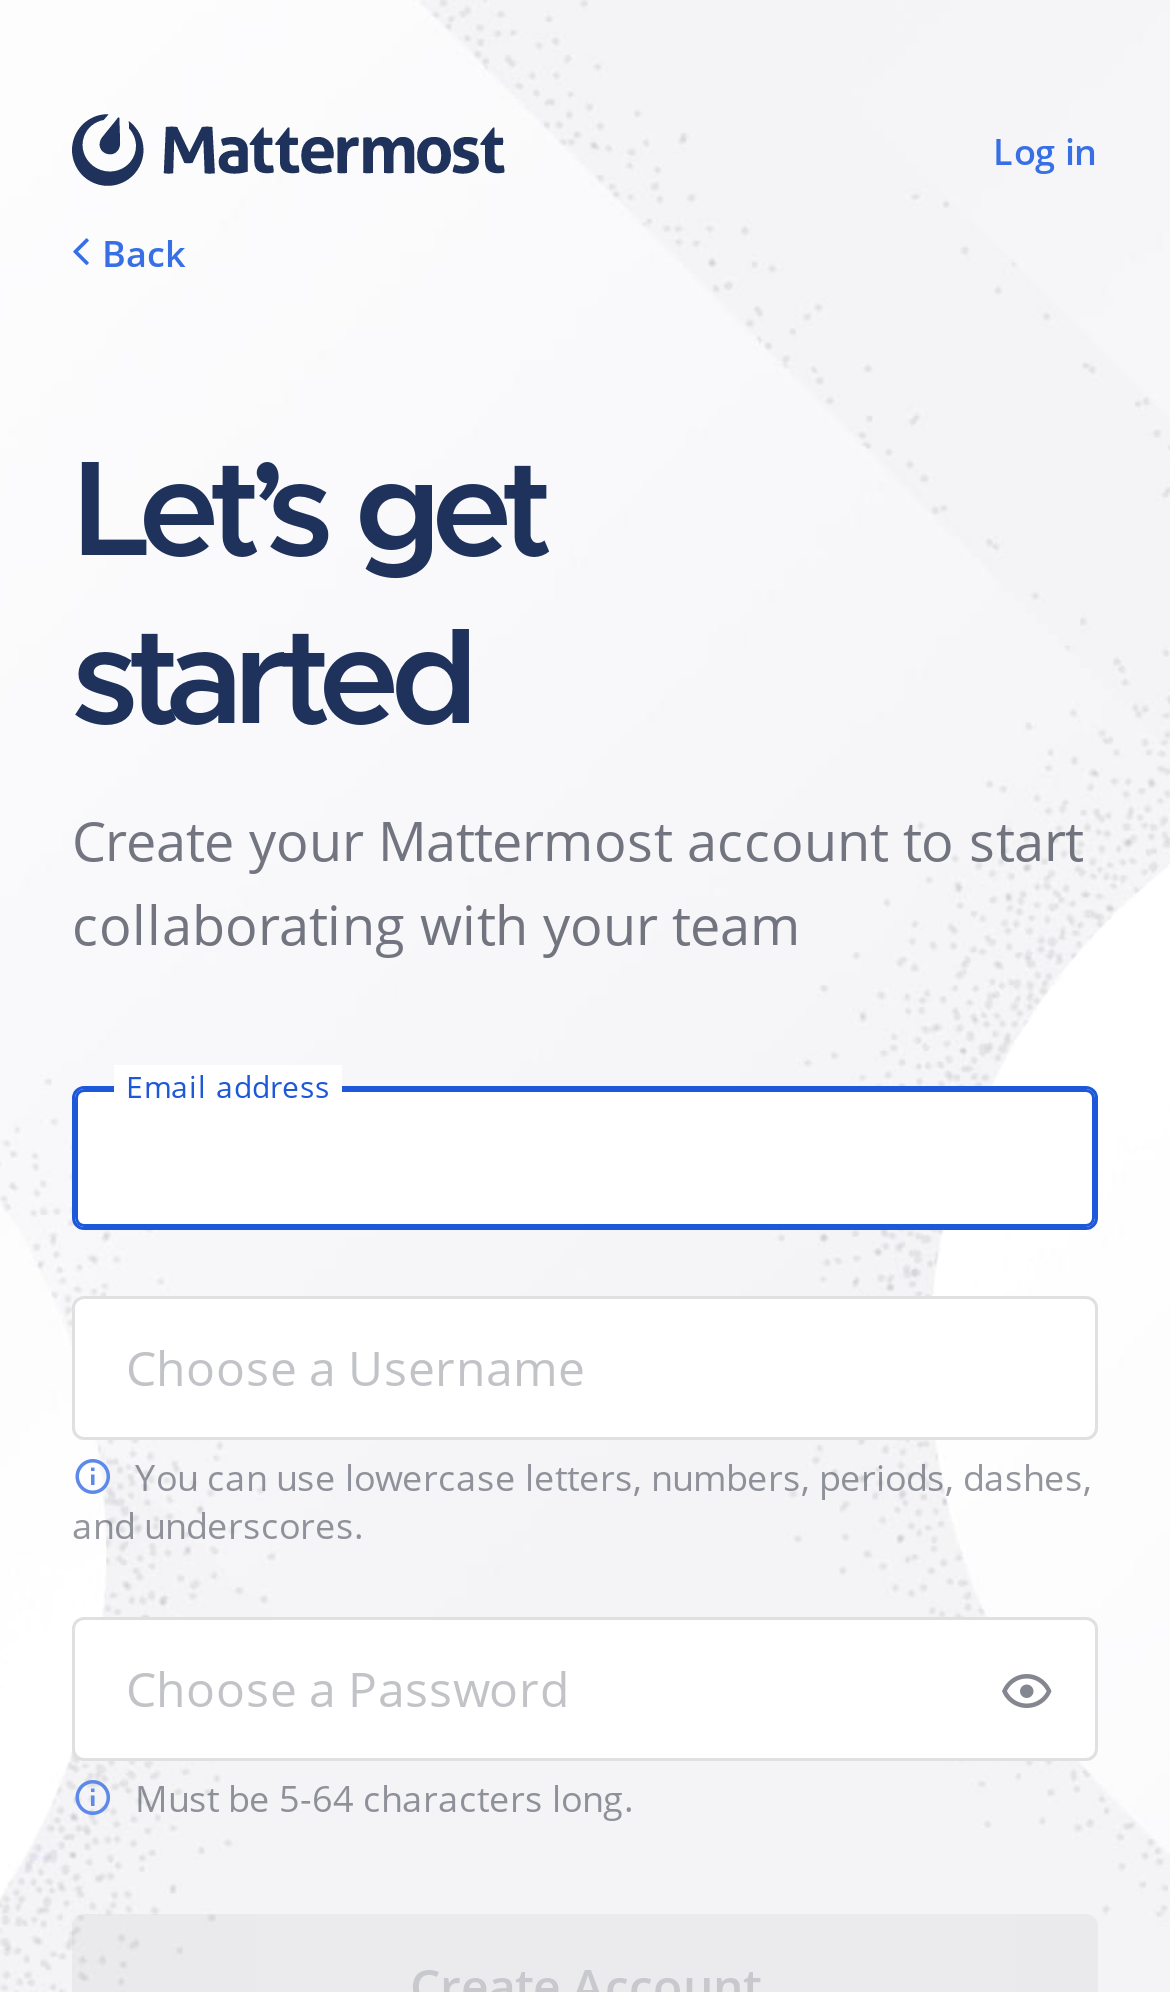 Mattermost
Log in
Back
Let’s get
started
Create your Mattermost account to start
collaborating with your team
Email address
Choose a Username
You can use lowercase letters, numbers, periods, dashes,
and underscores.
Choose a Password
Must be 5-64 characters long.
Create Account